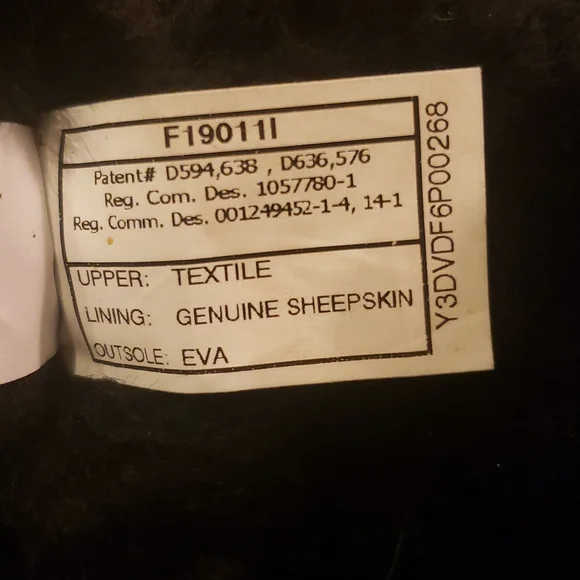 F19011I
Patent# D594,638 , D636,576
Reg. Com. Des. 1057780-1
Reg. Comm. Des. 001249452-1-4, 14-1
UPPER: TEXTILE
LINING: GENUINE SHEEPSKIN
OUTSOLE: EVA
Y3DVDF6P00268